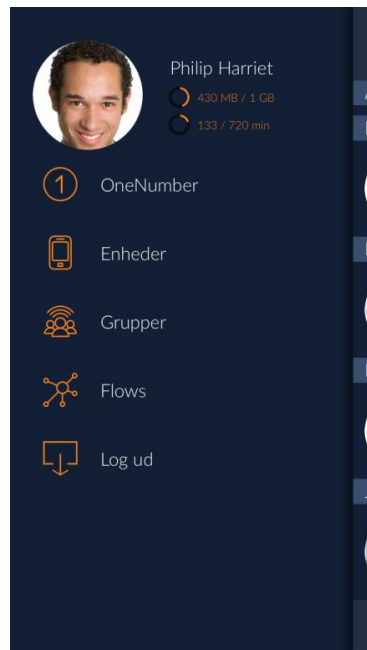 Philip Harriet
430 MB / 1 GB
133 / 720 min
1 OneNumber
Enheder
Grupper
Flows
Log ud